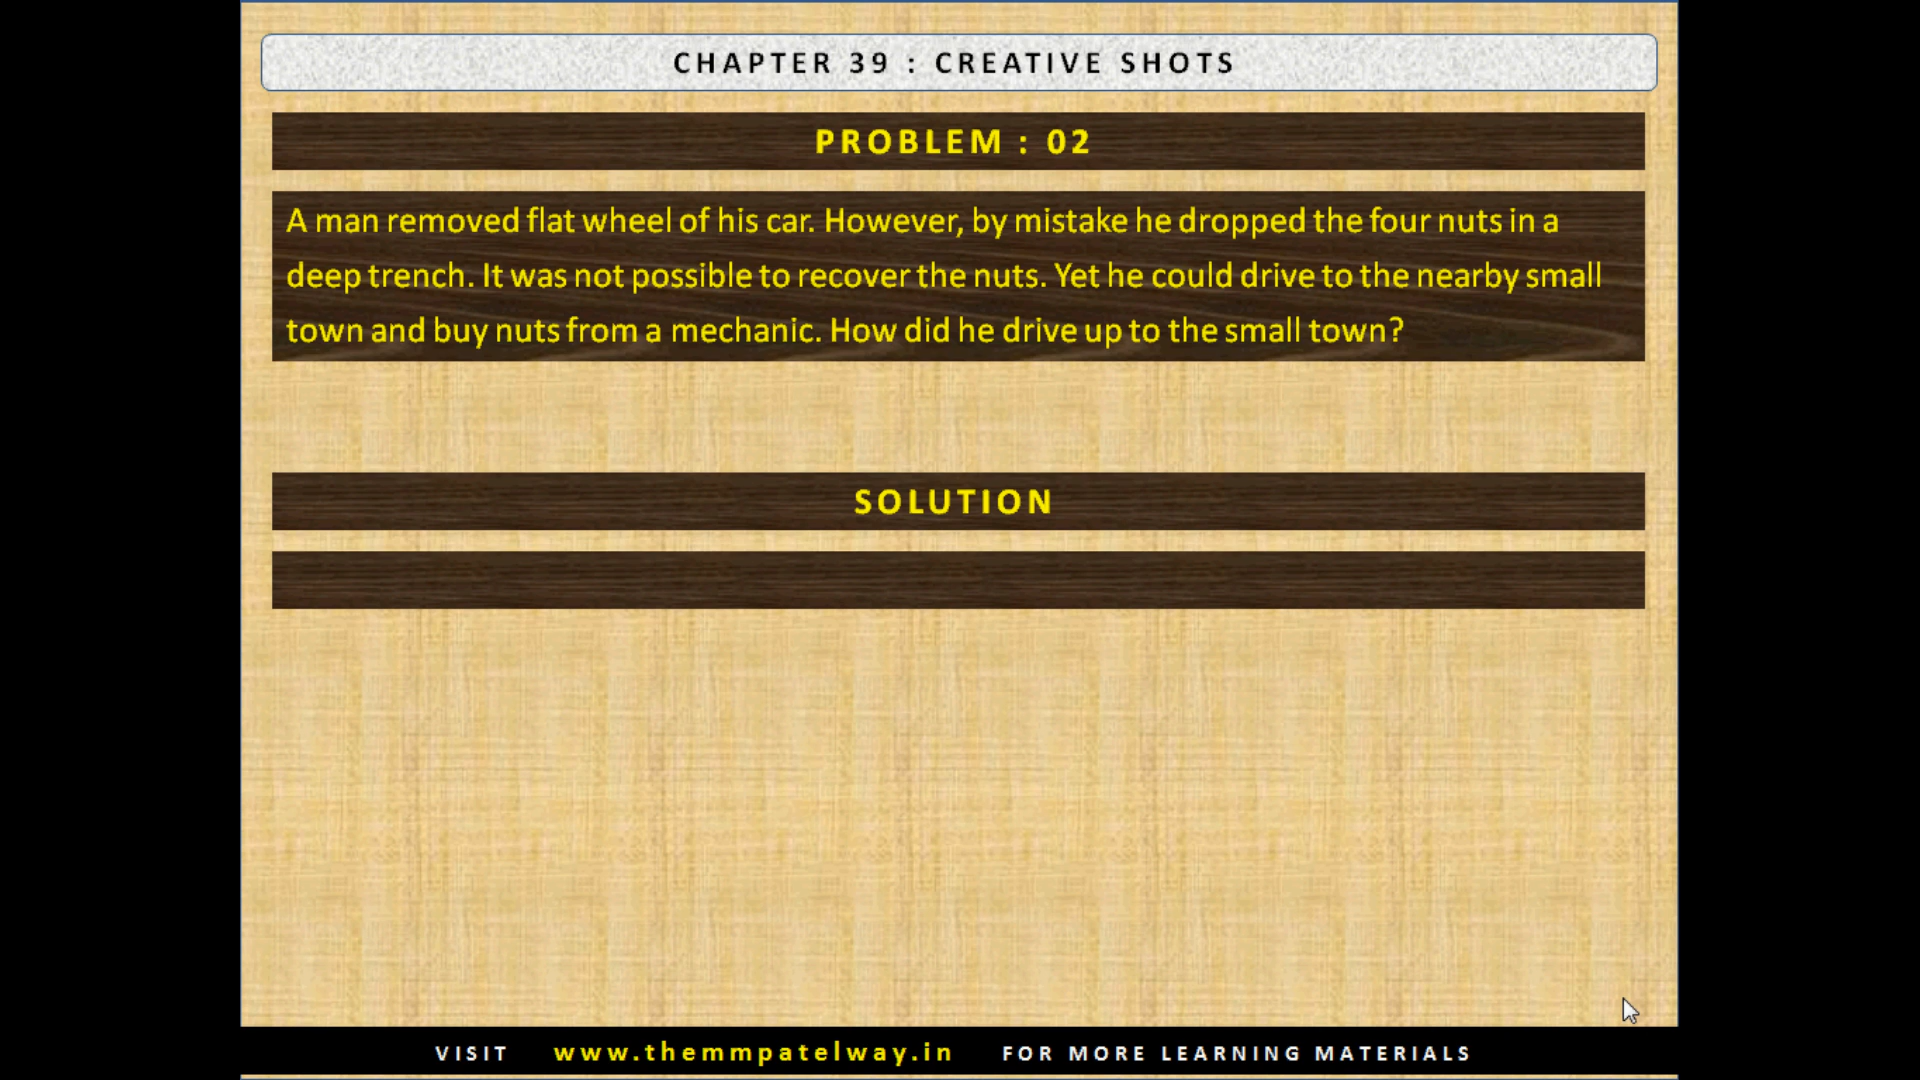 CHAPTER 39 : CREATIVE SHOTS
PROBLEM : 02
A man removed flat wheel of his car. However, by mistake he dropped the four nuts in a
deep trench. It was not possible to recover the nuts. Yet he could drive to the nearby small
town and buy nuts from a mechanic. How did he drive up to the small town?
SOLUTION
VISIT www.themmpatelway.in FOR MORE LEARNING MATERIALS